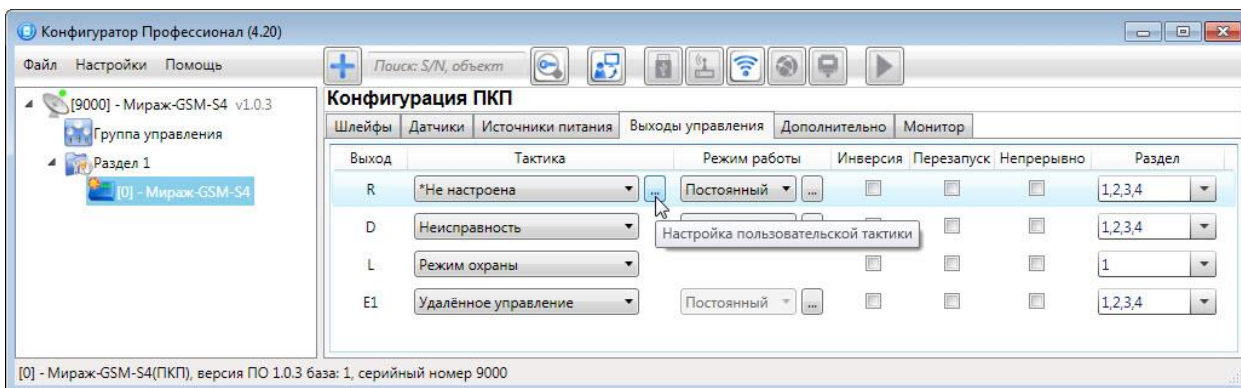 Конфигуратор Профессионал (4.20)
Файл Настройки Помощь Поиск: S/N, объект
[9000] - Мираж-GSM-S4 v1.0.3
Группа управления
Раздел 1
[0] - Мираж-GSM-S4
Конфигурация ПКП
Шлейфы Датчики Источники питания Выходы управления Дополнительно Монитор
Выход Тактика Режим работы Инверсия Перезапуск Непрерывно Раздел
R *Не настроена ... Постоянный ... 1,2,3,4
D Неисправность 1,2,3,4
Настройка пользовательской тактики
L Режим охраны 1
E1 Удалённое управление Постоянный ... 1,2,3,4
[0] - Мираж-GSM-S4(ПКП), версия ПО 1.0.3 база: 1, серийный номер 9000